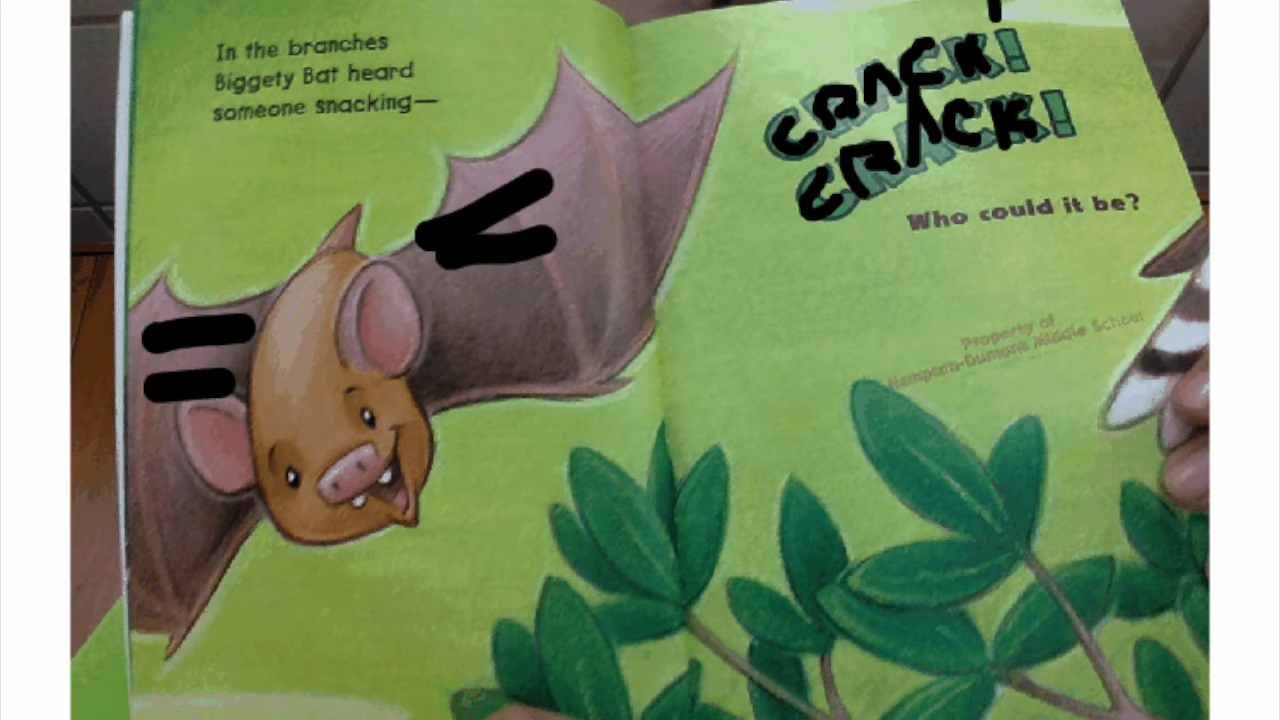 In the branches
Biggety Bat heard
someone snacking—
CRACK!
CRACK!
Who could it be?
Property of
Hampton-Dumont Middle School